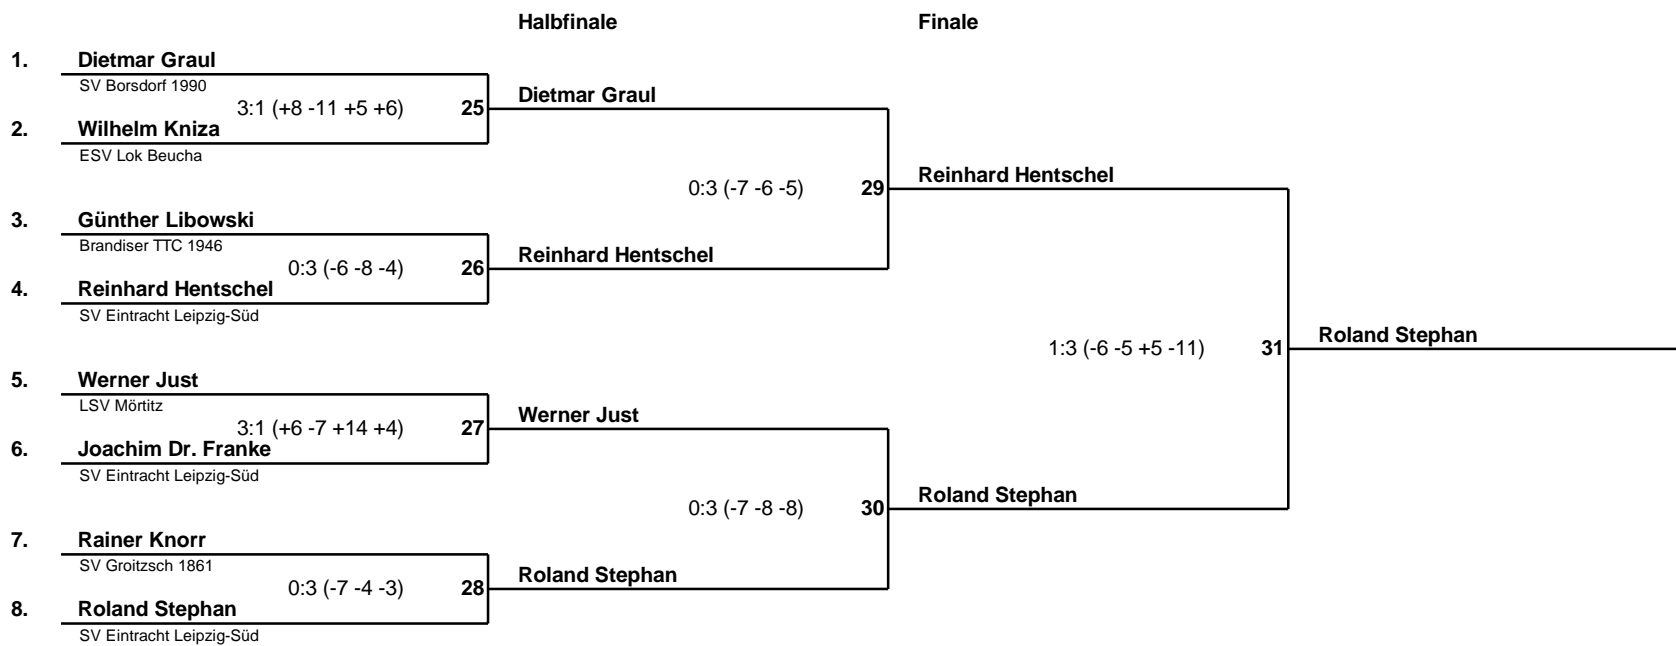 Halbfinale
Finale
1. Dietmar Graul
SV Borsdorf 1990
3:1 (+8 -11 +5 +6) 25
Dietmar Graul
2. Wilhelm Kniza
ESV Lok Beucha
0:3 (-7 -6 -5) 29
Reinhard Hentschel
3. Günther Libowski
Brandiser TTC 1946
0:3 (-6 -8 -4) 26
Reinhard Hentschel
4. Reinhard Hentschel
SV Eintracht Leipzig-Süd
1:3 (-6 -5 +5 -11) 31
Roland Stephan
5. Werner Just
LSV Mörtitz
3:1 (+6 -7 +14 +4) 27
Werner Just
6. Joachim Dr. Franke
SV Eintracht Leipzig-Süd
0:3 (-7 -8 -8) 30
Roland Stephan
7. Rainer Knorr
SV Groitzsch 1861
0:3 (-7 -4 -3) 28
Roland Stephan
8. Roland Stephan
SV Eintracht Leipzig-Süd